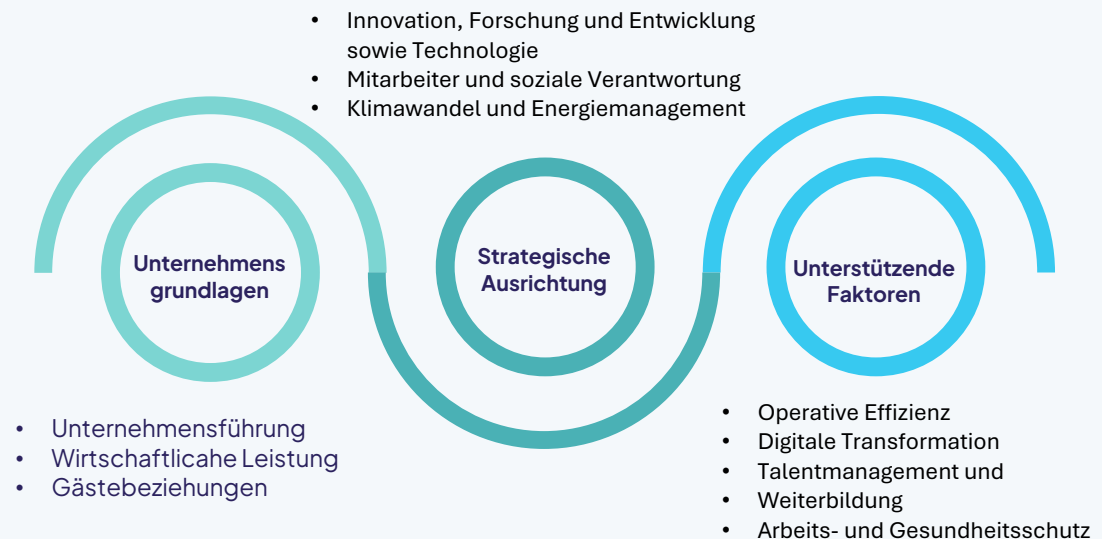 • Innovation, Forschung und Entwicklung
sowie Technologie
• Mitarbeiter und soziale Verantwortung
• Klimawandel und Energiemanagement
Unternehmens
grundlagen
Strategische
Ausrichtung
Unterstützende
Faktoren
• Unternehmensführung
• Wirtschaftlicahe Leistung
• Gästebeziehungen
• Operative Effizienz
• Digitale Transformation
• Talentmanagement und
• Weiterbildung
• Arbeits- und Gesundheitsschutz